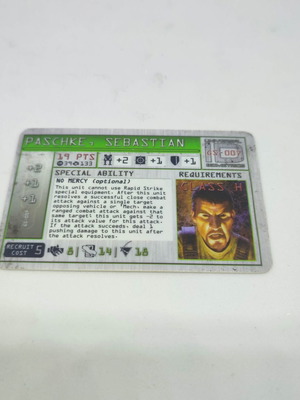 PASCHKE, SEBASTIAN
19 PTS +2 +1 +1
SPECIAL ABILITY REQUIREMENTS
NO MERCY (optional) CLASS H
This unit cannot use Rapid Strike
special equipment. After this unit
resolves a successful close combat
attack against a single target
opposing vehicle or 'Mech, make a
ranged combat attack against that
same target; this unit gets -2 to
its attack value for this attack.
If the attack succeeds, deal 1
pushing damage to this unit after
the attack resolves.
+2
+1
+1
RECRUIT
COST 5 8 14 18